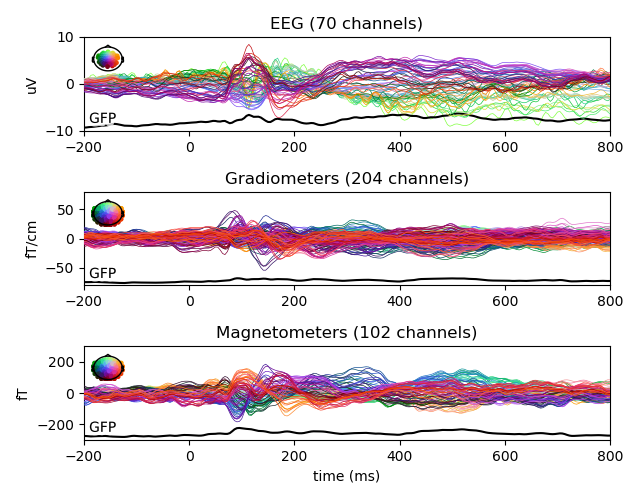 EEG (70 channels)
10
0
−10
uV
GFP
−200 0 200 400 600 800
Gradiometers (204 channels)
50
0
−50
fT/cm
GFP
−200 0 200 400 600 800
Magnetometers (102 channels)
200
0
−200
fT
GFP
−200 0 200 400 600 800
time (ms)